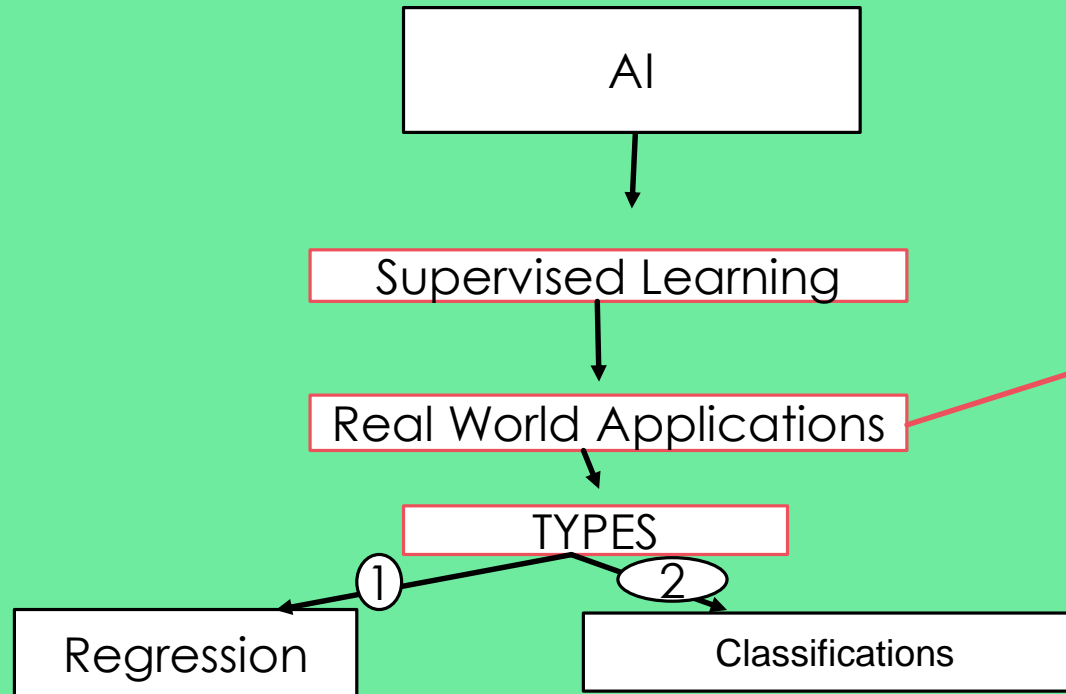 AI
Supervised Learning
Real World Applications
TYPES
1
2
Regression
Classifications